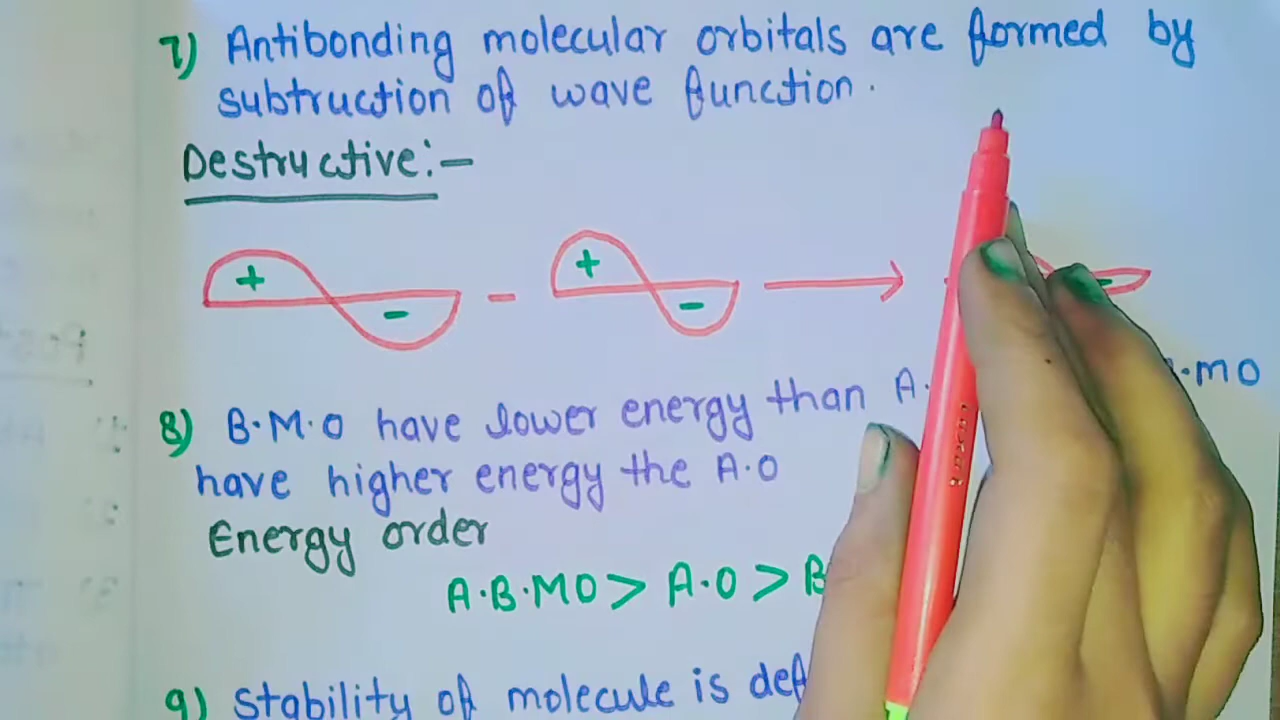 7) Antibonding molecular orbitals are formed by
subtruction of wave function.
Destructive:-
+ - - + - →
8) B.M.O have lower energy than A. .MO
have higher energy the A.O
Energy order
A.B.MO > A.O > B
9) Stability of molecule is def